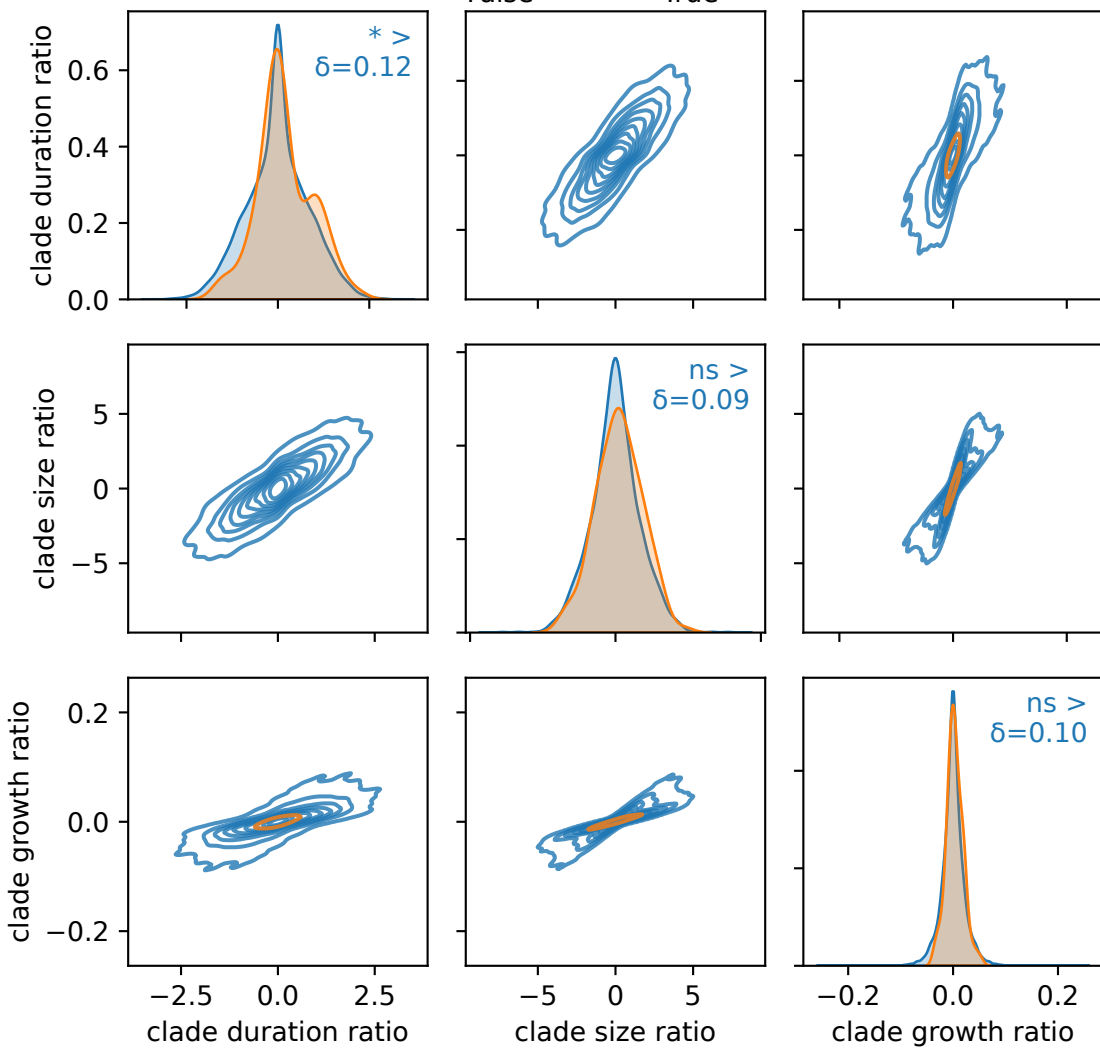 clade duration ratio
0.6
0.4
0.2
0.0
* >
δ=0.12
clade size ratio
5
0
−5
ns >
δ=0.09
clade growth ratio
0.2
0.0
−0.2
ns >
δ=0.10
−2.5 0.0 2.5
clade duration ratio
−5 0 5
clade size ratio
−0.2 0.0 0.2
clade growth ratio